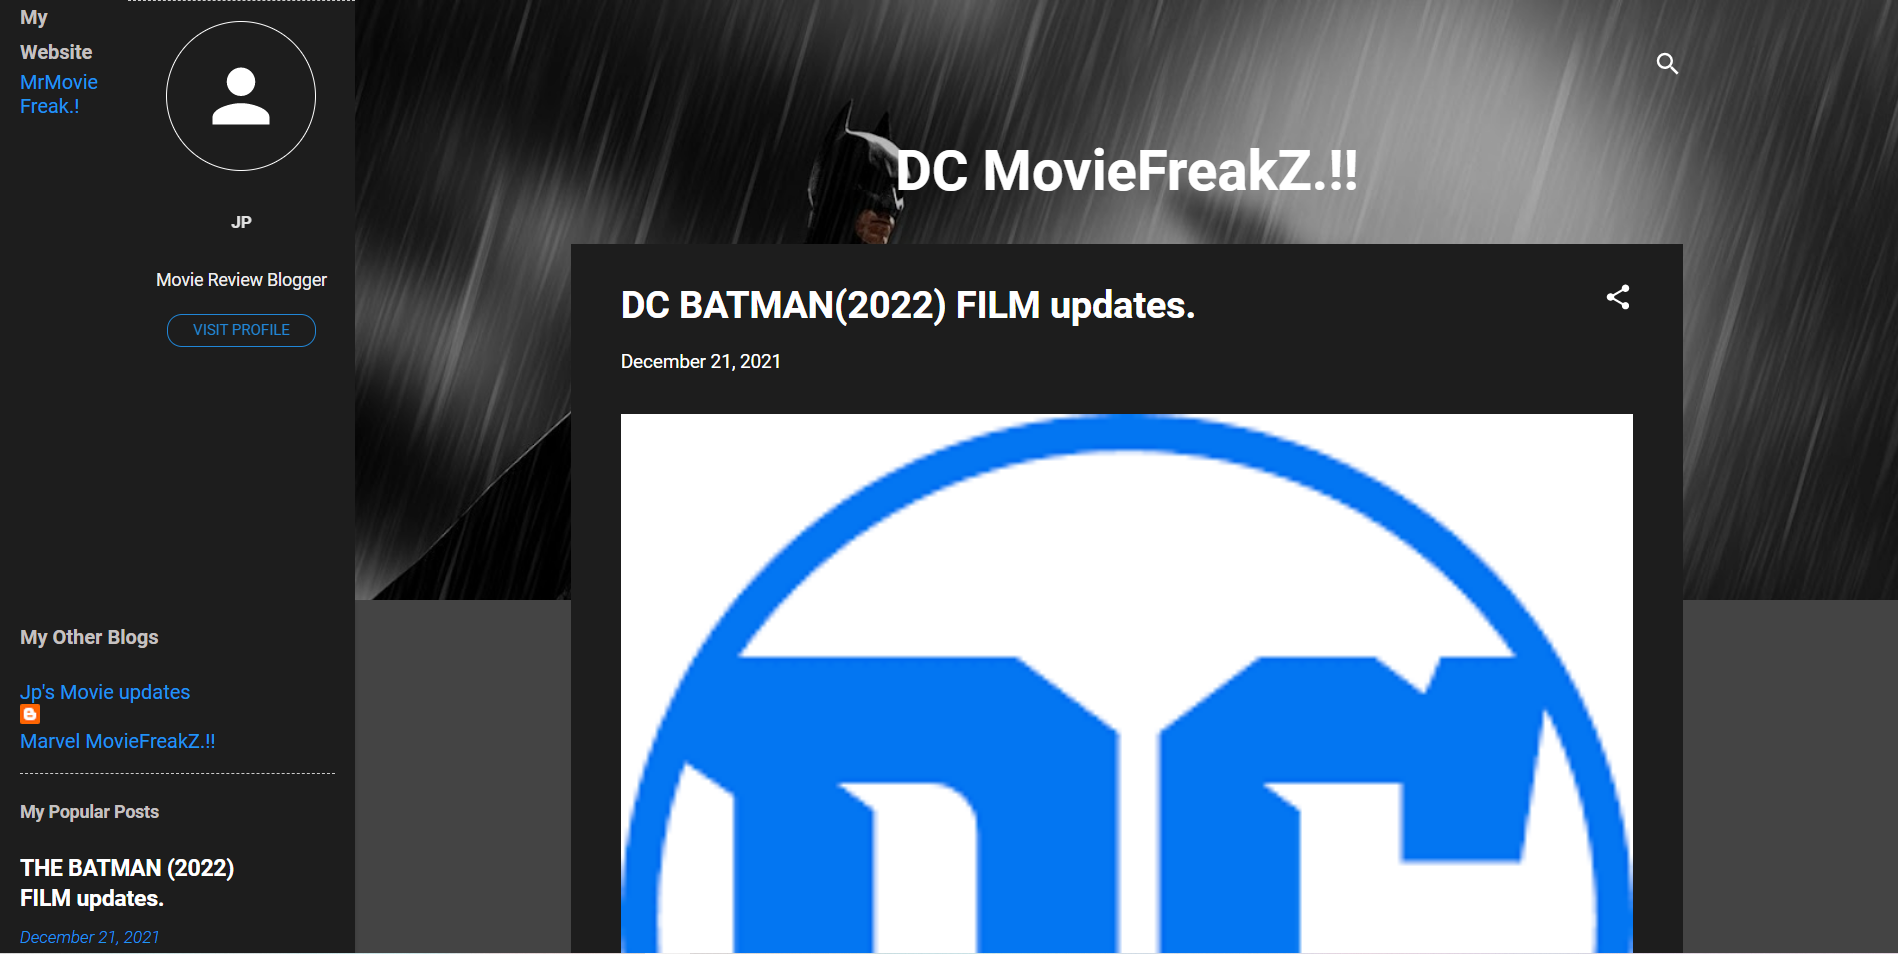 My
Website
MrMovie
Freak.!
JP
Movie Review Blogger
VISIT PROFILE
My Other Blogs
Jp's Movie updates
Marvel MovieFreakZ.!!
My Popular Posts
THE BATMAN (2022)
FILM updates.
December 21, 2021
DC MovieFreakZ.!!
DC BATMAN(2022) FILM updates.
December 21, 2021
DC